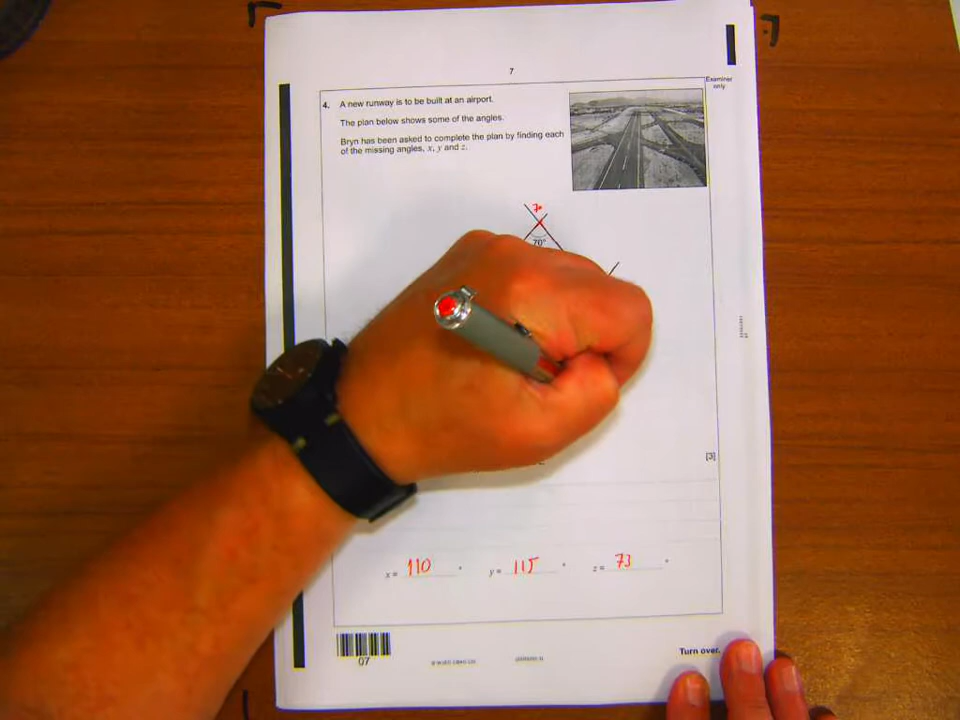 7
Examiner
only
4. A new runway is to be built at an airport.
The plan below shows some of the angles.
Bryn has been asked to complete the plan by finding each
of the missing angles, x, y and z.
70
70°
[3]
x = 110 ° y = 115 ° z = 73 °
07
Turn over.